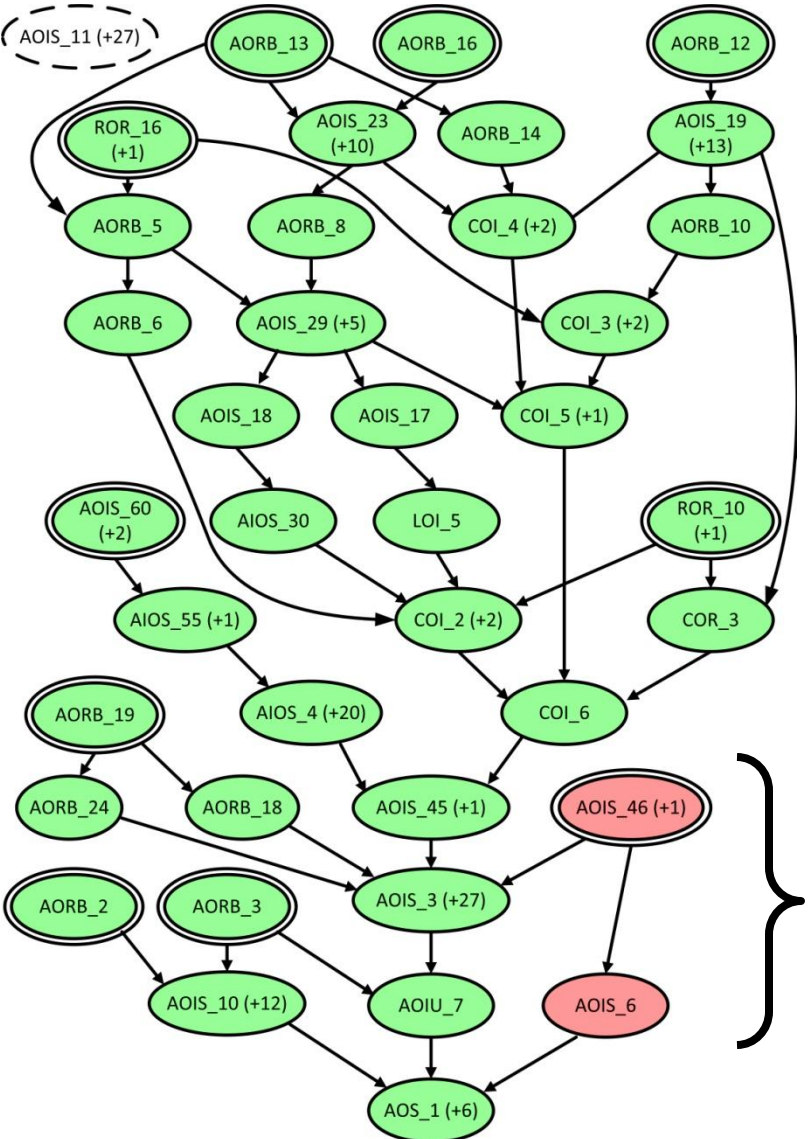 AOIS_11 (+27)
AORB_13
AORB_16
AORB_12
ROR_16
(+1)
AOIS_23
(+10)
AORB_14
AOIS_19
(+13)
AORB_5
AORB_8
COI_4 (+2)
AORB_10
AORB_6
AOIS_29 (+5)
COI_3 (+2)
AOIS_18
AOIS_17
COI_5 (+1)
AOIS_60
(+2)
AIOS_30
LOI_5
ROR_10
(+1)
AIOS_55 (+1)
COI_2 (+2)
COR_3
AORB_19
AIOS_4 (+20)
COI_6
AORB_24
AORB_18
AOIS_45 (+1)
AOIS_46 (+1)
AORB_2
AORB_3
AOIS_3 (+27)
AOIS_10 (+12)
AOIU_7
AOIS_6
AOS_1 (+6)